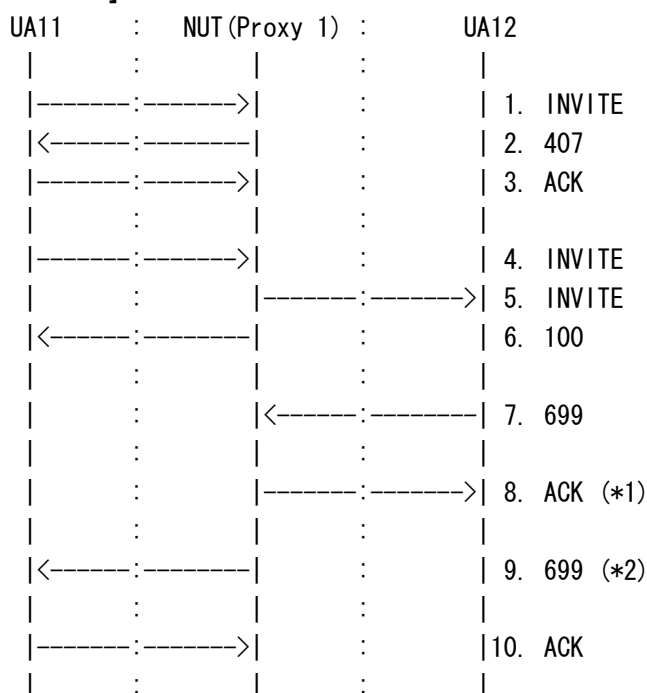 UA11 : NUT(Proxy 1) : UA12
| : | : |
|------:------->| : | 1. INVITE
|<-----:--------| : | 2. 407
|------:------->| : | 3. ACK
| : | : |
|------:------->| : | 4. INVITE
| : |------:------->| 5. INVITE
|<-----:--------| : | 6. 100
| : | : |
| : |<-----:--------| 7. 699
| : | : |
| : |------:------->| 8. ACK (*1)
| : | : |
|<-----:--------| : | 9. 699 (*2)
| : | : |
|------:------->| : |10. ACK
| : | : |